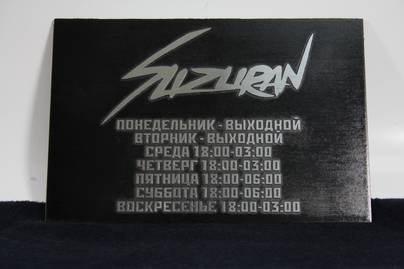 SUZURAN
ПОНЕДЕЛЬНИК - ВЫХОДНОЙ
ВТОРНИК - ВЫХОДНОЙ
СРЕДА 18:00-03:00
ЧЕТВЕРГ 18:00-03:00
ПЯТНИЦА 18:00-06:00
СУББОТА 18:00-06:00
ВОСКРЕСЕНЬЕ 18:00-03:00